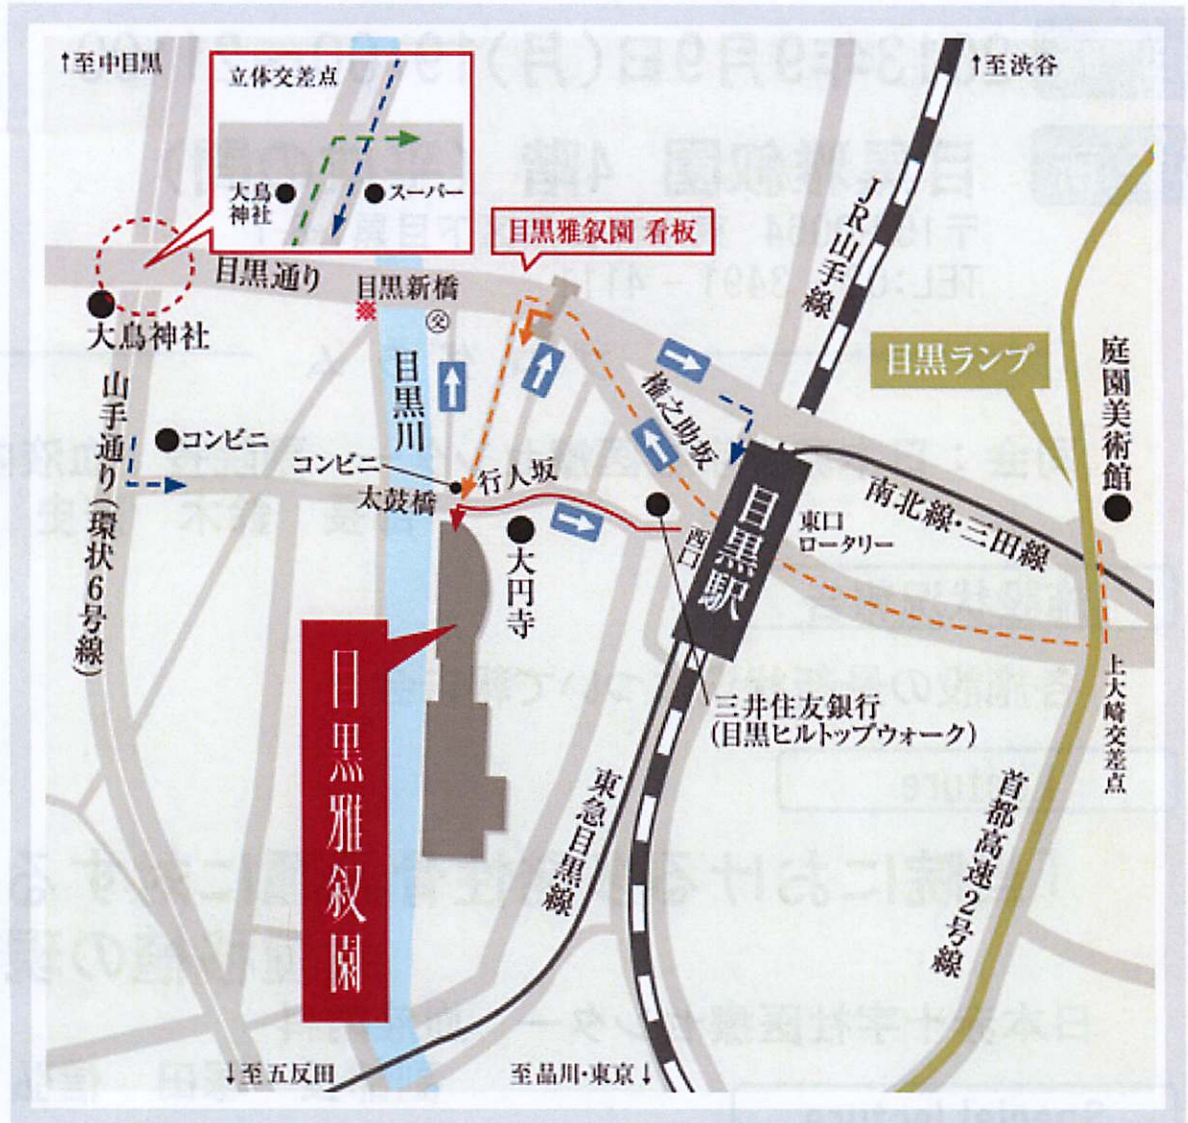 ↑至中目黒
立体交差点
大鳥
神社
スーパー
↑至渋谷
目黒雅叙園 看板
JR山手線
目黒通り
目黒新橋
※
交
大鳥神社
目黒川
権之助坂
目黒ランプ
庭園美術館
山手通り(環状6号線)
コンビニ
コンビニ
太鼓橋
行人坂
大円寺
西口
目黒駅
東口
ロータリー
南北線・三田線
目黒雅叙園
三井住友銀行
(目黒ヒルトップウォーク)
上大崎交差点
東急目黒線
首都高速2号線
↓至五反田
至品川・東京↓